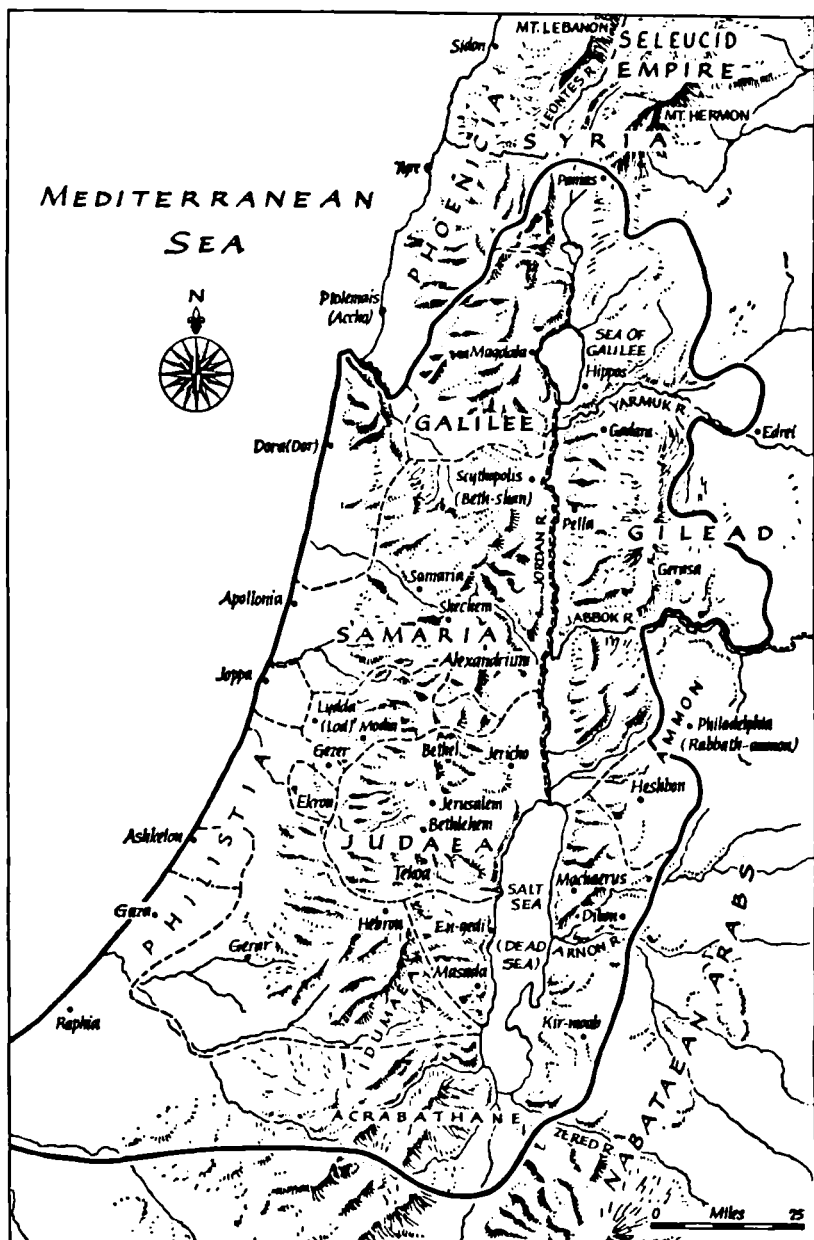 MT. LEBANON
Sidon
SELEUCID
EMPIRE
LEONTES R.
MT. HERMON
SYRIA
PHOENICIA
Tyre
Panias
MEDITERRANEAN
SEA
N
Ptolemais
(Accho)
SEA OF
GALILEE
Magdala
Hippos
YARMUK R.
GALILEE
Gadara
Edrei
Dora (Dor)
Scythopolis
(Beth-shan)
JORDAN R.
Pella
GILEAD
Gerasa
Samaria
Apollonia
Shechem
JABBOK R.
SAMARIA
Alexandrium
Joppa
AMMON
Lydda
(Lod)
Modin
Philadelphia
(Rabbath-ammon)
Gezer
Bethel
Jericho
Heshbon
Ekron
Jerusalem
Bethlehem
Ashkelon
JUDAEA
PHILISTIA
Tekoa
Machaerus
SALT
SEA
(DEAD
SEA)
Gaza
Hebron
En-gedi
Dibon
ARNON R.
Gerar
Masada
IDUMAEA
Raphia
Kir-moab
NABATAEAN ARABS
ACRABATHANE
ZERED R.
0 Miles 25